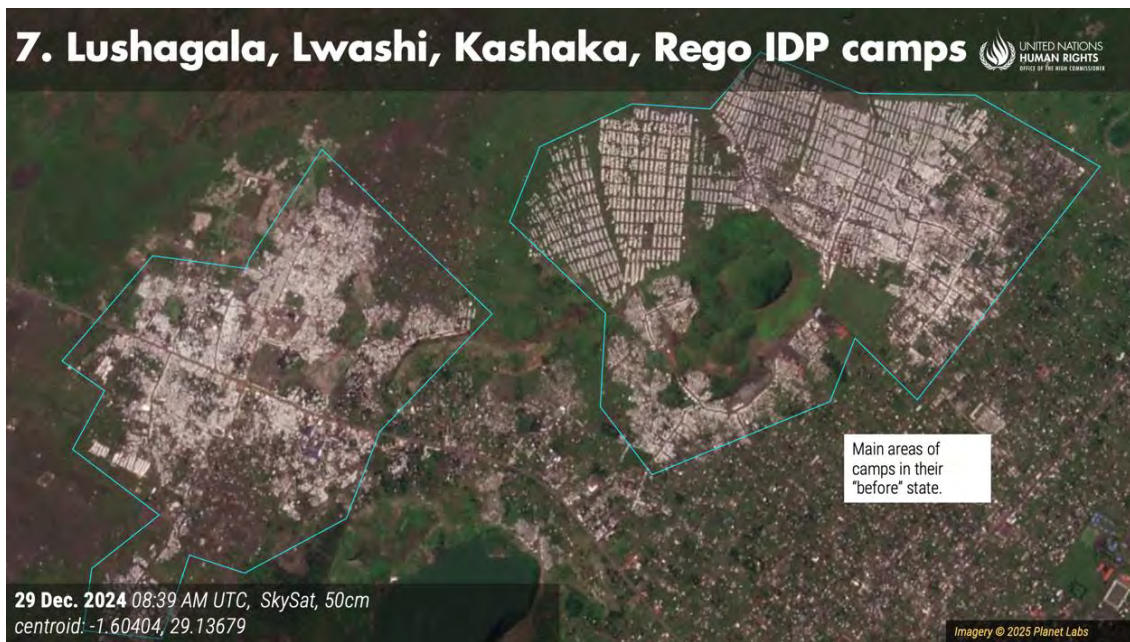 7. Lushagala, Lwashi, Kashaka, Rego IDP camps
UNITED NATIONS
HUMAN RIGHTS
OFFICE OF THE HIGH COMMISSIONER
Main areas of
camps in their
“before“ state.
29 Dec. 2024 08:39 AM UTC, SkySat, 50cm
centroid: -1.60404, 29.13679
Imagery © 2025 Planet Labs